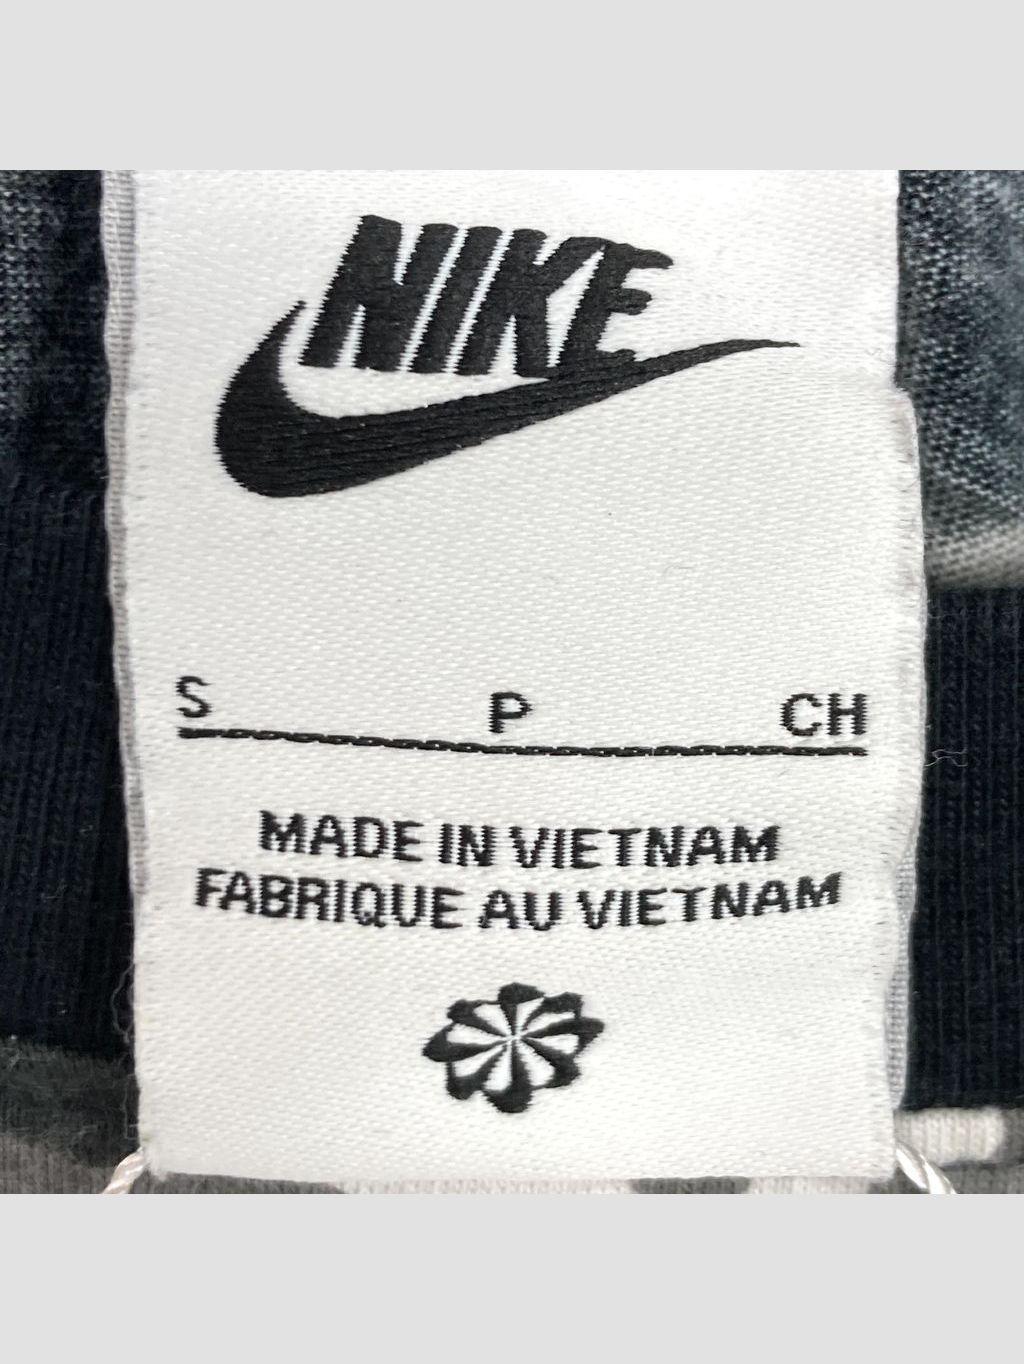 NIKE
S P CH
MADE IN VIETNAM
FABRIQUE AU VIETNAM